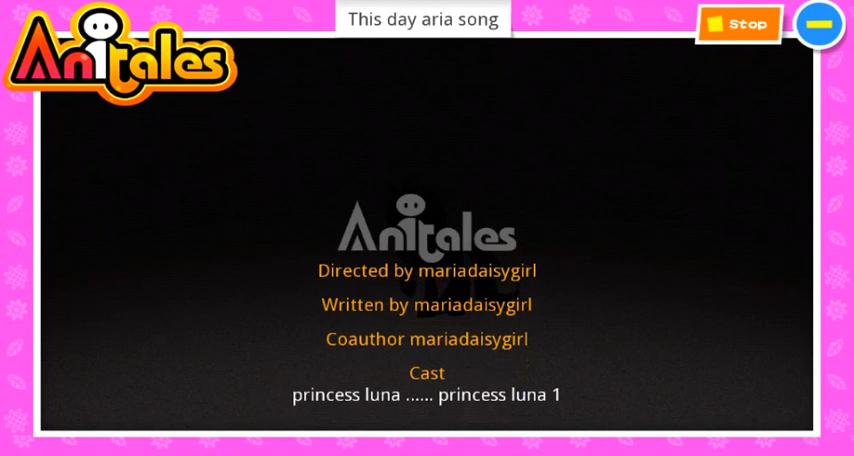 This day aria song
Anitales
Stop
Anitales
Directed by mariadaisygirl
Written by mariadaisygirl
Coauthor mariadaisygirl
Cast
princess luna ...... princess luna 1